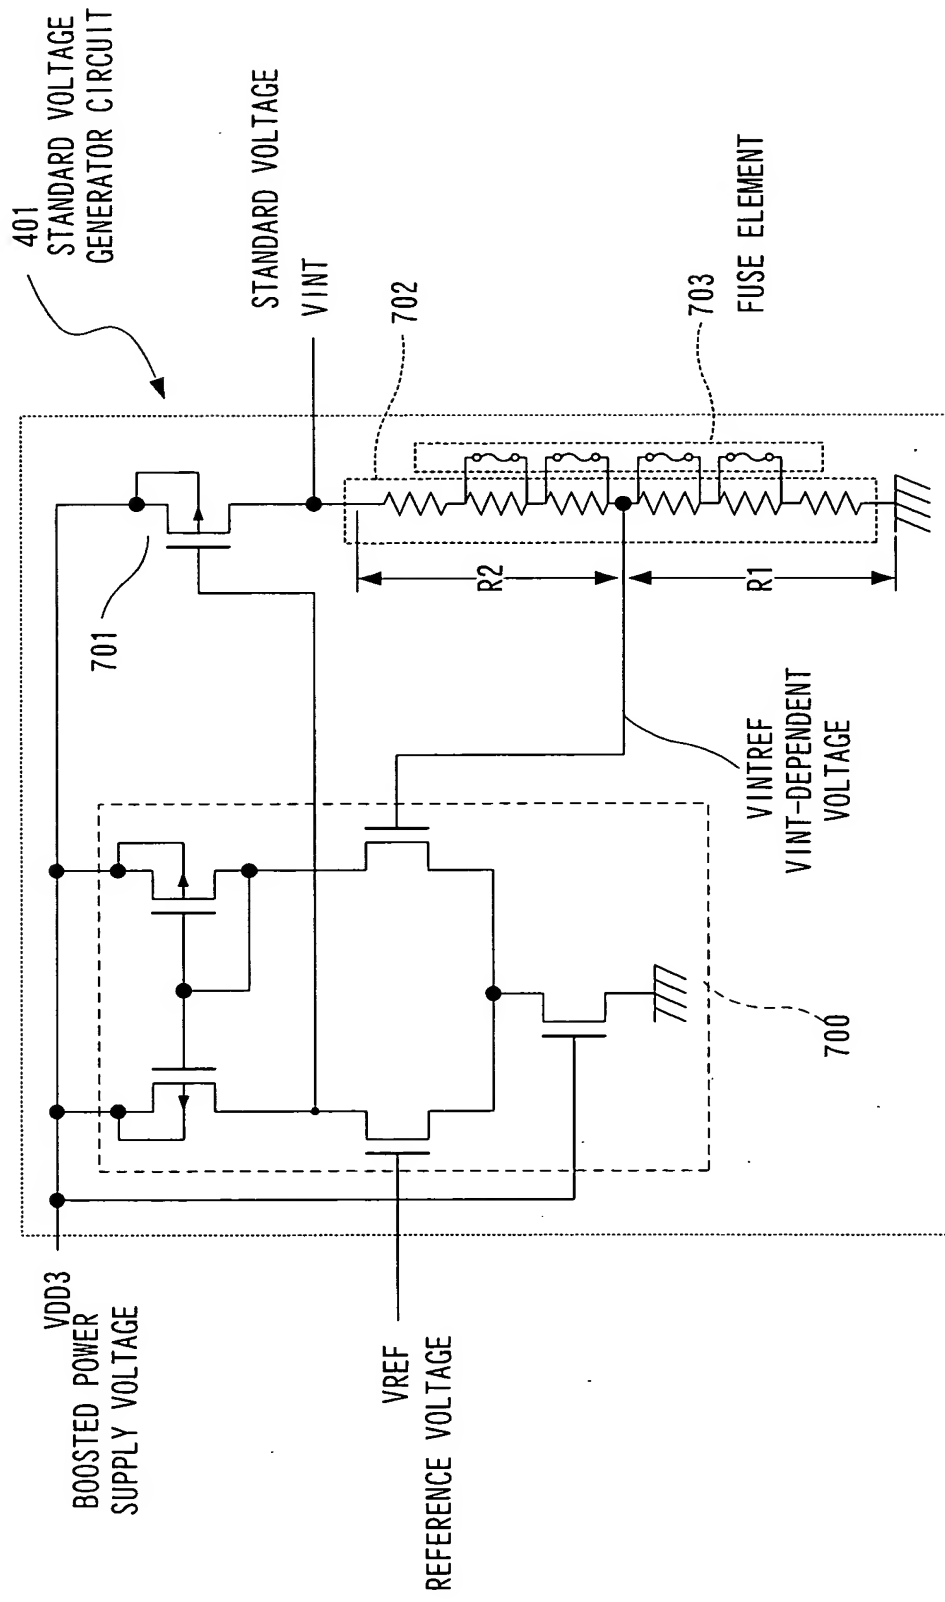 401
STANDARD VOLTAGE
GENERATOR CIRCUIT
VDD3
BOOSTED POWER
SUPPLY VOLTAGE
701
STANDARD VOLTAGE
VINT
702
VREF
REFERENCE VOLTAGE
R2
R1
703
FUSE ELEMENT
VINTREF
VINT-DEPENDENT
VOLTAGE
700